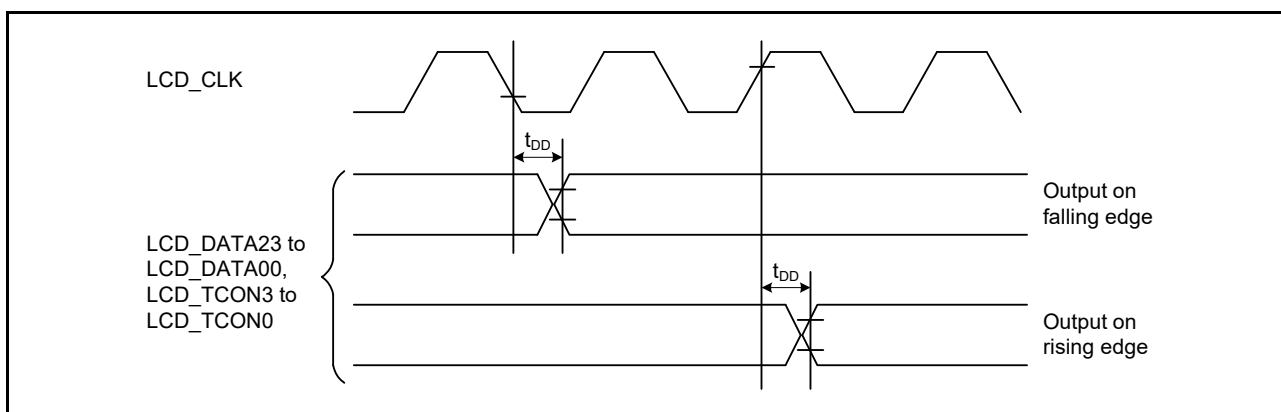 LCD_CLK
tDD
Output on
falling edge
LCD_DATA23 to
LCD_DATA00,
LCD_TCON3 to
LCD_TCON0
tDD
Output on
rising edge